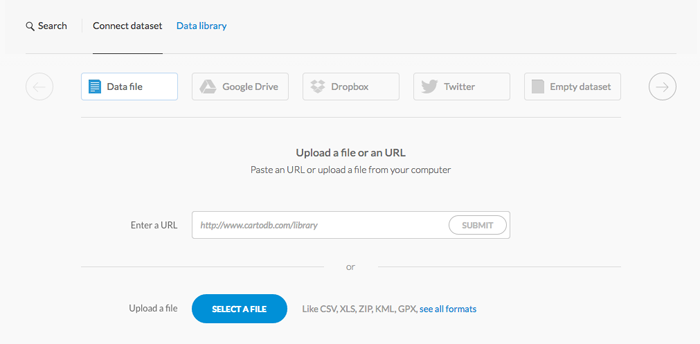 Search Connect dataset Data library
Data file Google Drive Dropbox Twitter Empty dataset
Upload a file or an URL
Paste an URL or upload a file from your computer
Enter a URL http://www.cartodb.com/library SUBMIT
or
Upload a file SELECT A FILE Like CSV, XLS, ZIP, KML, GPX, see all formats